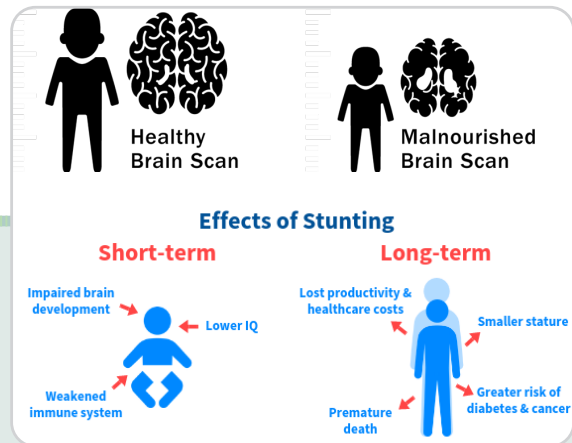 Healthy
Brain Scan
Malnourished
Brain Scan
Effects of Stunting
Short-term
Impaired brain
development
Lower IQ
Weakened
immune system
Long-term
Lost productivity &
healthcare costs
Smaller stature
Greater risk of
diabetes & cancer
Premature
death